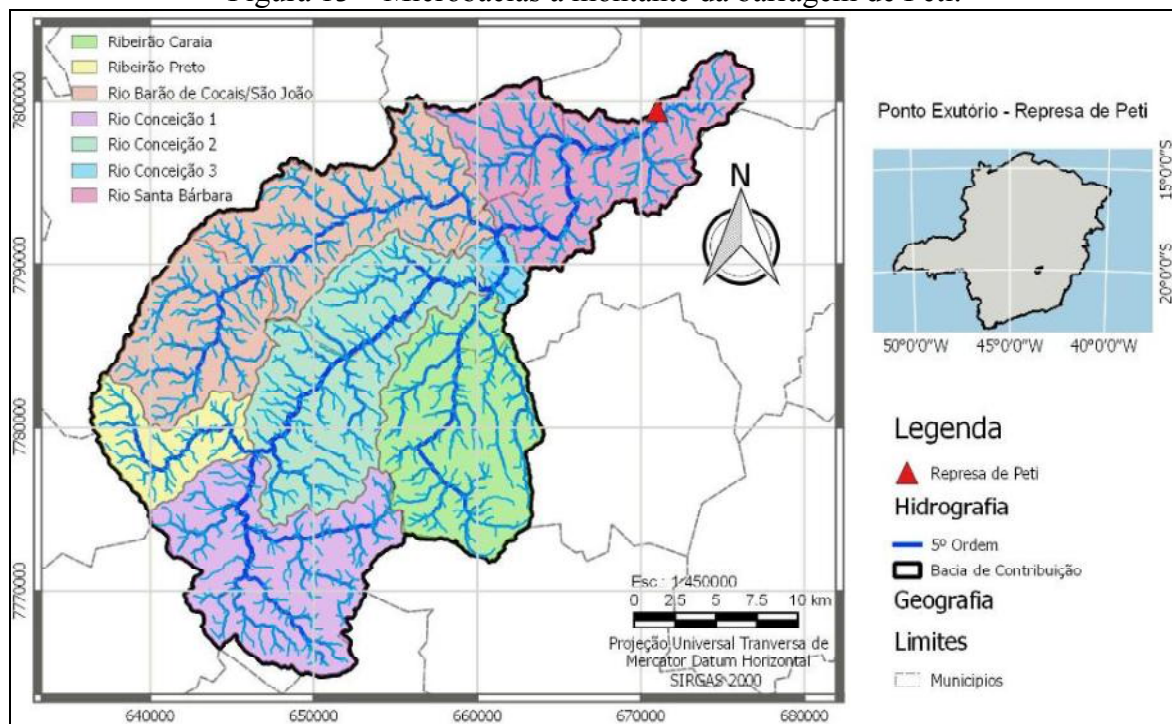 Figura 13 – Microbacias à montante da barragem de Peti.
Ribeirão Caraia
Ribeirão Preto
Rio Barão de Cocais/São João
Rio Conceição 1
Rio Conceição 2
Rio Conceição 3
Rio Santa Bárbara
7800000
7790000
7780000
7770000
640000
650000
660000
670000
680000
N
Esc.: 1:450000
0 2.5 5 7.5 10 km
Projeção Universal Tranversa de
Mercator Datum Horizontal
SIRGAS 2000
Ponto Exutório - Represa de Peti
15°0'0"S
20°0'0"S
50°0'0"W
45°0'0"W
40°0'0"W
Legenda
Represa de Peti
Hidrografia
5º Ordem
Bacia de Contribuição
Geografia
Limites
Municipios